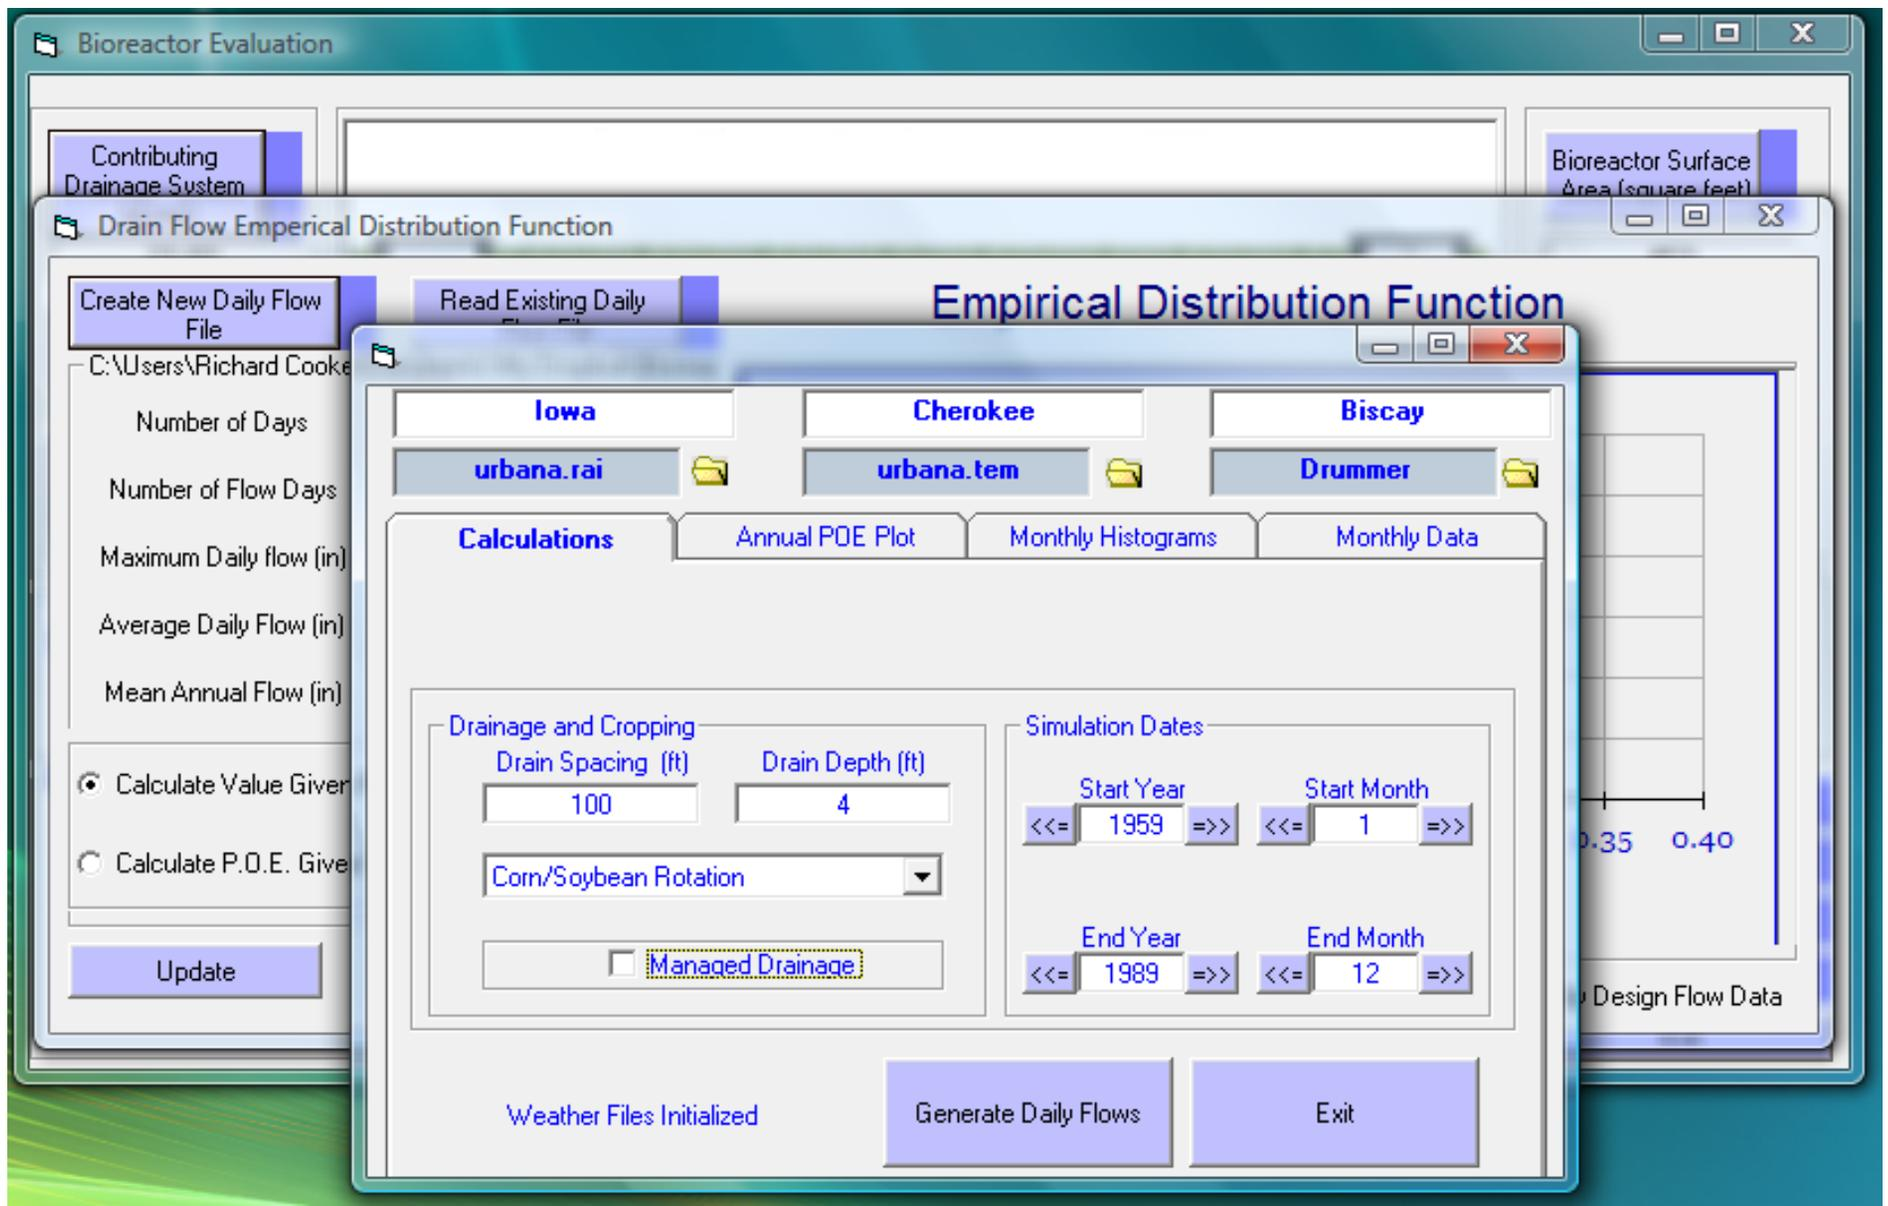 Bioreactor Evaluation
Contributing
Drainage System
Bioreactor Surface
Area (square feet)
Drain Flow Emperical Distribution Function
Create New Daily Flow
File
Read Existing Daily
Empirical Distribution Function
C:\Users\Richard Cooke
Number of Days
Number of Flow Days
Maximum Daily flow (in)
Average Daily Flow (in)
Mean Annual Flow (in)
Calculate Value Given
Calculate P.O.E. Give
Update
Iowa
Cherokee
Biscay
urbana.rai
urbana.tem
Drummer
Calculations
Annual POE Plot
Monthly Histograms
Monthly Data
Drainage and Cropping
Drain Spacing (ft)
Drain Depth (ft)
100
4
Corn/Soybean Rotation
Managed Drainage
Simulation Dates
Start Year
Start Month
<<= 1959 =>>
<<= 1 =>>
End Year
End Month
<<= 1989 =>>
<<= 12 =>>
Weather Files Initialized
Generate Daily Flows
Exit
0.35
0.40
Design Flow Data